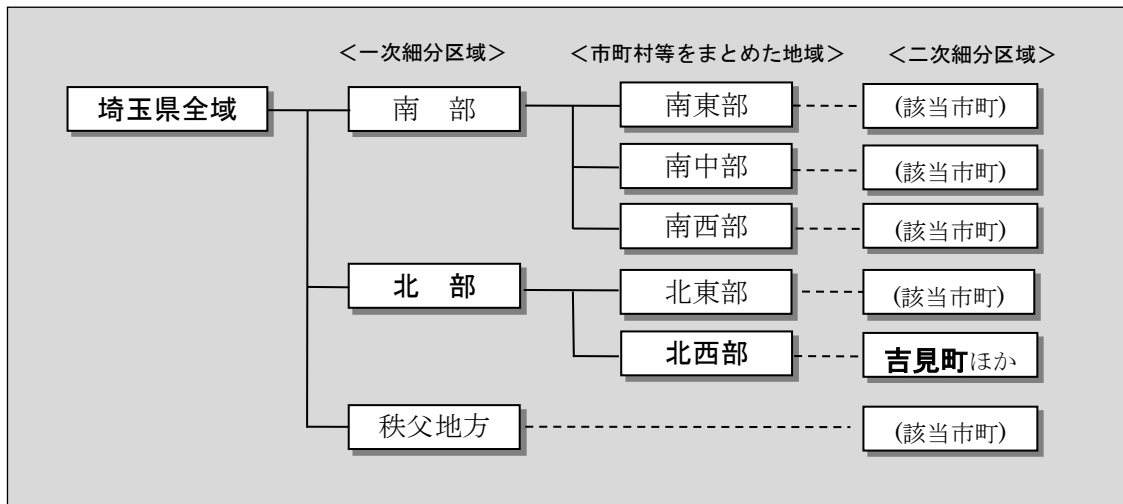 ＜一次細分区域＞ ＜市町村等をまとめた地域＞ ＜二次細分区域＞
埼玉県全域 南　部 南東部 (該当市町)
南中部 (該当市町)
南西部 (該当市町)
北　部 北東部 (該当市町)
北西部 吉見町ほか
秩父地方 (該当市町)